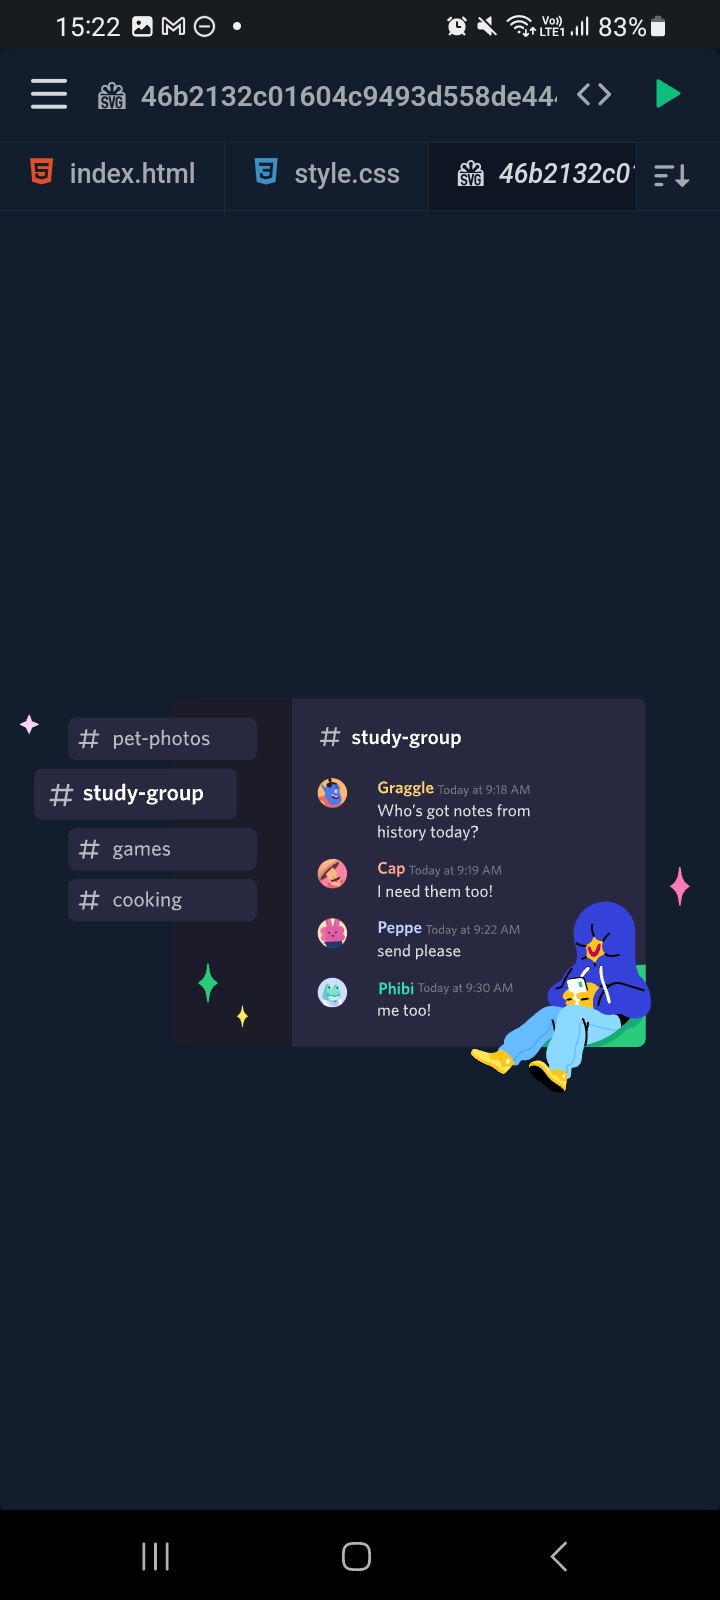 15:22
Vo))
LTE1
83%
SVG
46b2132c01604c9493d558de44
index.html
style.css
SVG
46b2132c0
# pet-photos
# study-group
# games
# cooking
# study-group
Graggle Today at 9:18 AM
Who's got notes from
history today?
Cap Today at 9:19 AM
I need them too!
Peppe Today at 9:22 AM
send please
Phibi Today at 9:30 AM
me too!